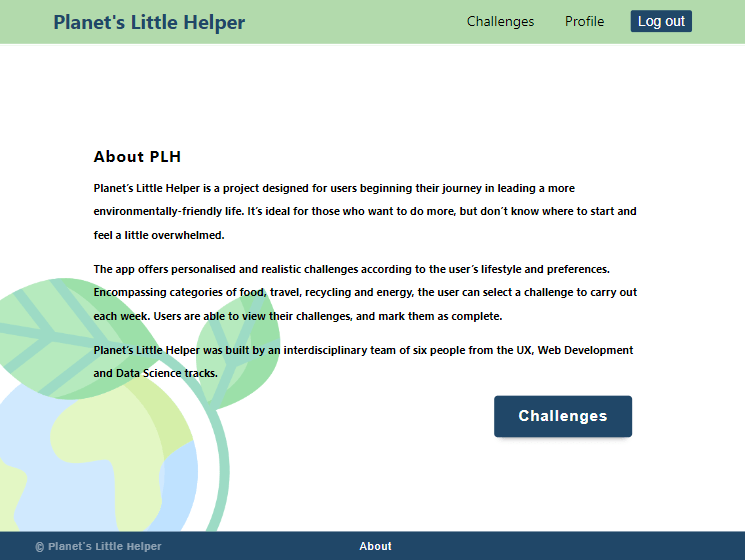 Planet's Little Helper
Challenges
Profile
Log out
About PLH
Planet’s Little Helper is a project designed for users beginning their journey in leading a more
environmentally-friendly life. It’s ideal for those who want to do more, but don’t know where to start and
feel a little overwhelmed.
The app offers personalised and realistic challenges according to the user’s lifestyle and preferences.
Encompassing categories of food, travel, recycling and energy, the user can select a challenge to carry out
each week. Users are able to view their challenges, and mark them as complete.
Planet’s Little Helper was built by an interdisciplinary team of six people from the UX, Web Development
and Data Science tracks.
Challenges
© Planet's Little Helper
About